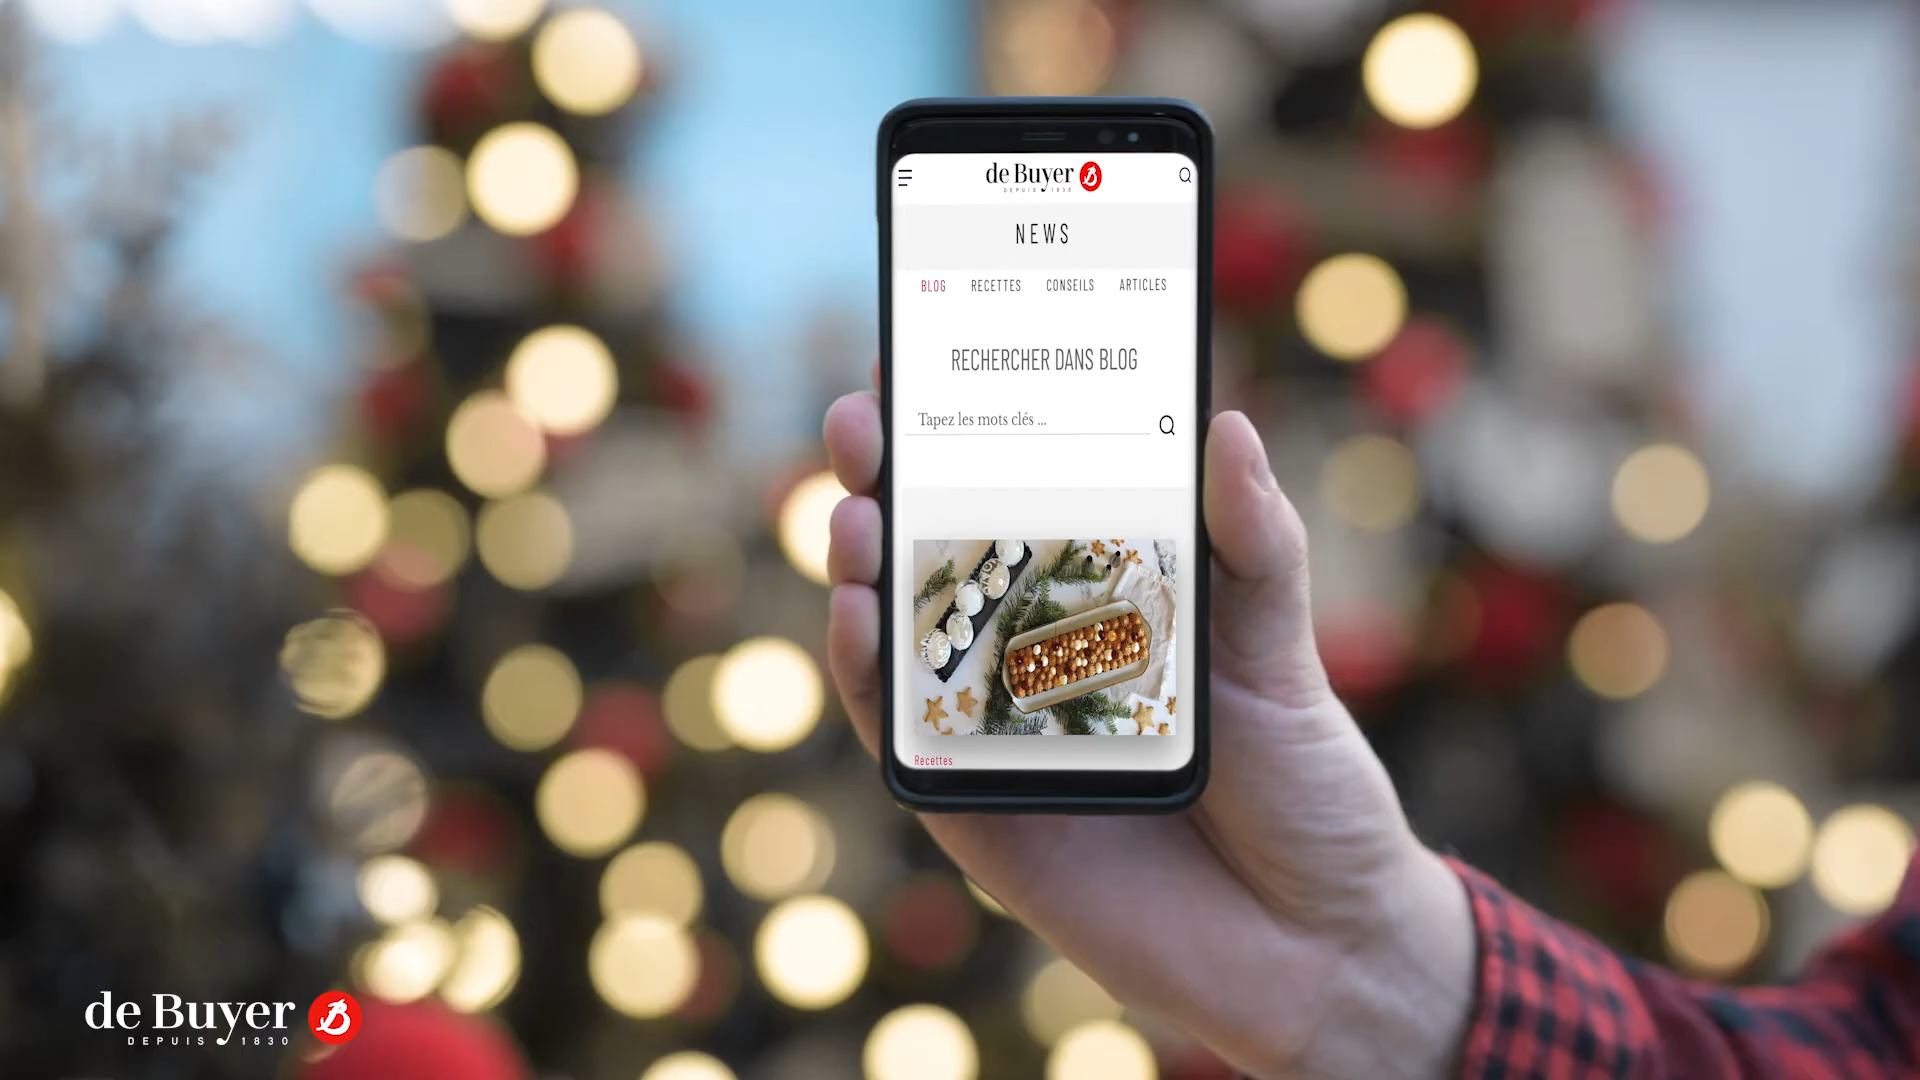 de Buyer
DEPUIS 1830
NEWS
BLOG RECETTES CONSEILS ARTICLES
RECHERCHER DANS BLOG
Tapez les mots clés ...
Recettes
de Buyer B
DEPUIS 1830